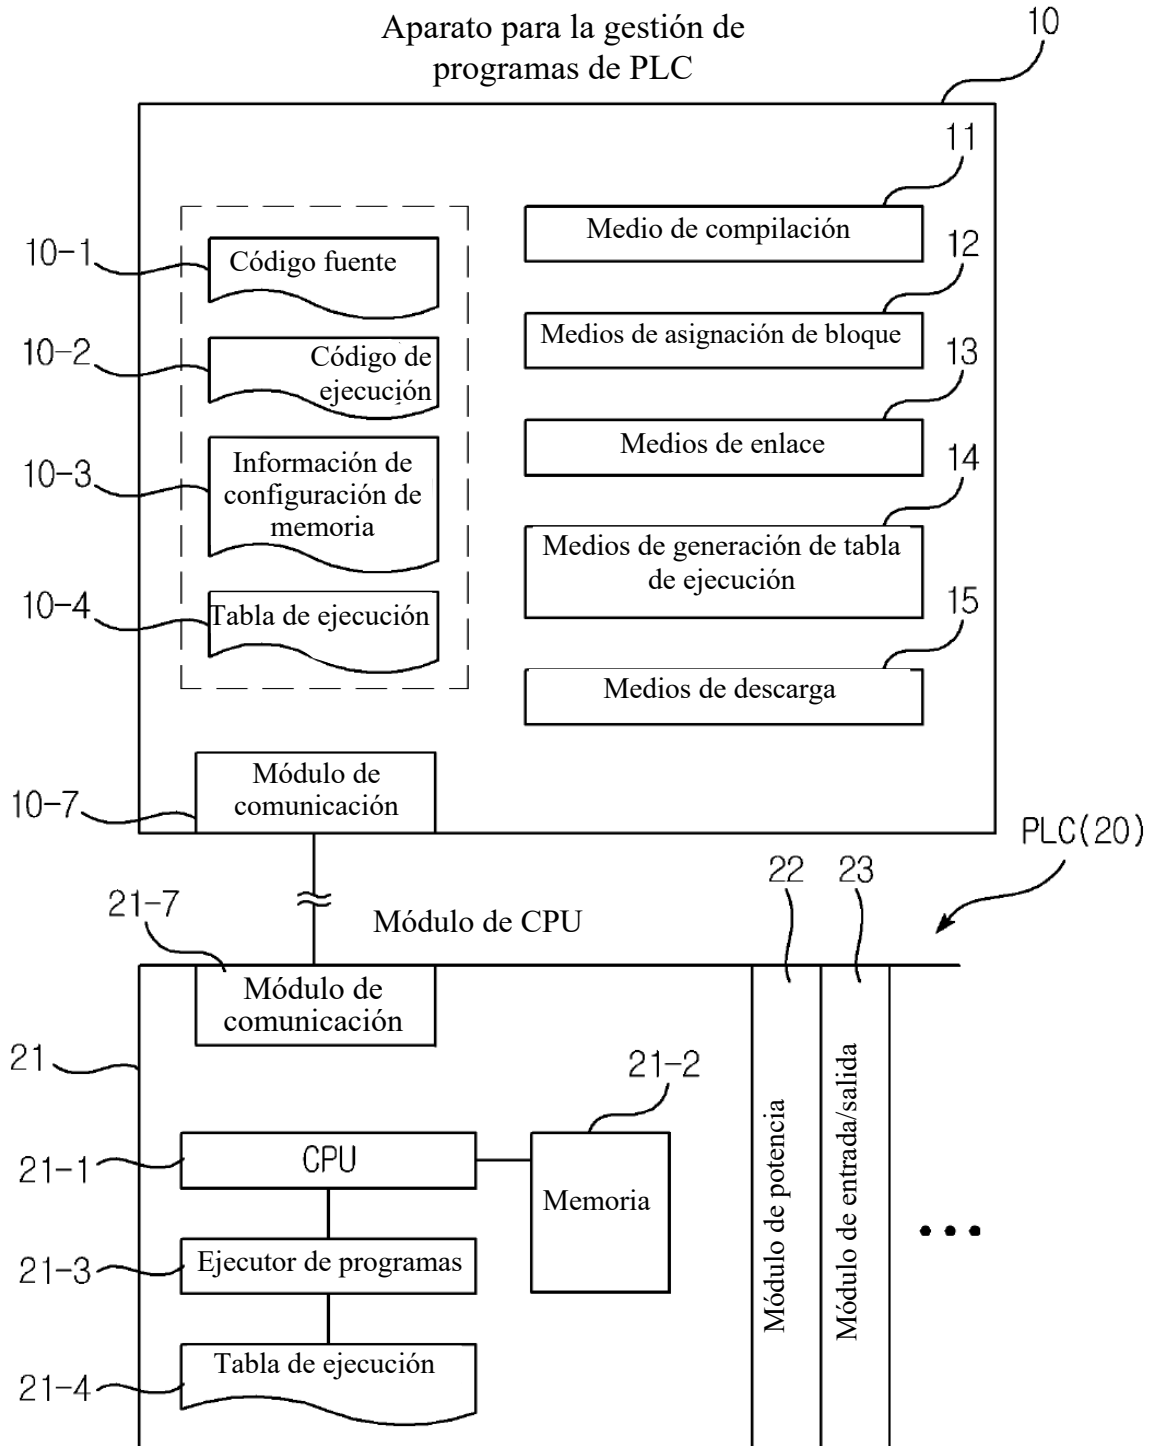 Aparato para la gestión de
programas de PLC
10
11
Medio de compilación
10-1
Código fuente
12
Medios de asignación de bloque
10-2
Código de
ejecución
13
Medios de enlace
10-3
Información de
configuración de
memoria
14
Medios de generación de tabla
de ejecución
10-4
Tabla de ejecución
15
Medios de descarga
10-7
Módulo de
comunicación
PLC(20)
22
23
21-7
Módulo de CPU
Módulo de
comunicación
21
21-2
21-1
CPU
Memoria
21-3
Ejecutor de programas
21-4
Tabla de ejecución
Módulo de potencia
Módulo de entrada/salida